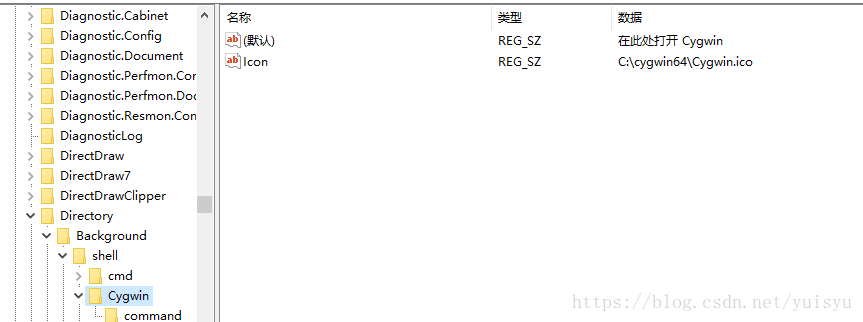 Diagnostic.Cabinet
Diagnostic.Config
Diagnostic.Document
Diagnostic.Perfmon.Cor
Diagnostic.Perfmon.Doc
Diagnostic.Resmon.Con
DiagnosticLog
DirectDraw
DirectDraw7
DirectDrawClipper
Directory
Background
shell
cmd
Cygwin
command
名称 类型 数据
(默认) REG_SZ 在此处打开 Cygwin
Icon REG_SZ C:\cygwin64\Cygwin.ico
https://blog.csdn.net/yuisyu